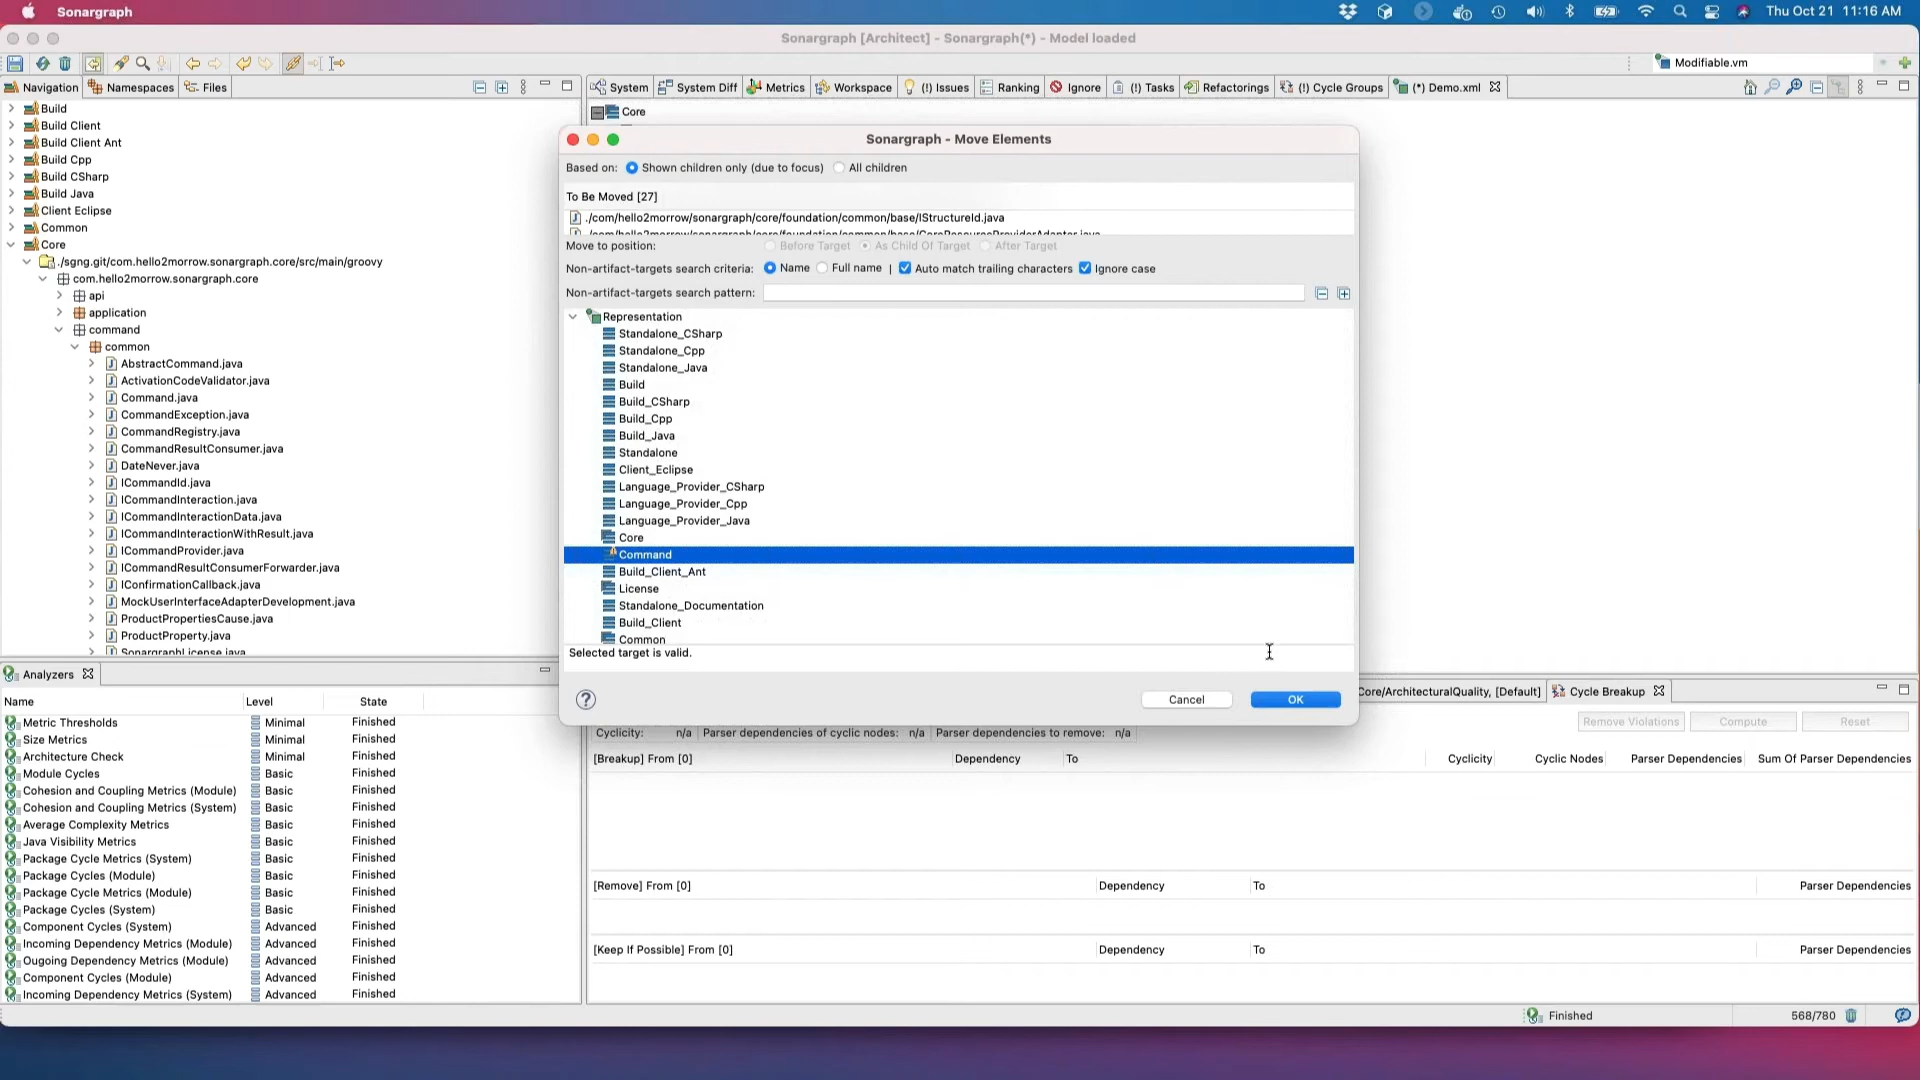 Sonargraph
Thu Oct 21 11:16 AM
Sonargraph [Architect] - Sonargraph(*) - Model loaded
Modifiable.vm
Navigation
Namespaces
Files
System
System Diff
Metrics
Workspace
(!) Issues
Ranking
Ignore
(!) Tasks
Refactorings
(!) Cycle Groups
(*) Demo.xml
Build
Build Client
Build Client Ant
Build Cpp
Build CSharp
Build Java
Client Eclipse
Common
Core
./sgng.git/com.hello2morrow.sonargraph.core/src/main/groovy
com.hello2morrow.sonargraph.core
api
application
command
common
AbstractCommand.java
ActivationCodeValidator.java
Command.java
CommandException.java
CommandRegistry.java
CommandResultConsumer.java
DateNever.java
ICommandId.java
ICommandInteraction.java
ICommandInteractionData.java
ICommandInteractionWithResult.java
ICommandProvider.java
ICommandResultConsumerForwarder.java
IConfirmationCallback.java
MockUserInterfaceAdapterDevelopment.java
ProductPropertiesCause.java
ProductProperty.java
SonargraphLicense.java
Core
Sonargraph - Move Elements
Based on: Shown children only (due to focus) All children
To Be Moved [27]
./com/hello2morrow/sonargraph/core/foundation/common/base/IStructureId.java
./com/hello2morrow/sonargraph/core/foundation/common/base/CoreResourceProviderAdapter.java
Move to position: Before Target As Child Of Target After Target
Non-artifact-targets search criteria: Name Full name | Auto match trailing characters Ignore case
Non-artifact-targets search pattern:
Representation
Standalone_CSharp
Standalone_Cpp
Standalone_Java
Build
Build_CSharp
Build_Cpp
Build_Java
Standalone
Client_Eclipse
Language_Provider_CSharp
Language_Provider_Cpp
Language_Provider_Java
Core
Command
Build_Client_Ant
License
Standalone_Documentation
Build_Client
Common
Selected target is valid.
?
Cancel
OK
Analyzers
Name Level State
Metric Thresholds Minimal Finished
Size Metrics Minimal Finished
Architecture Check Minimal Finished
Module Cycles Basic Finished
Cohesion and Coupling Metrics (Module) Basic Finished
Cohesion and Coupling Metrics (System) Basic Finished
Average Complexity Metrics Basic Finished
Java Visibility Metrics Basic Finished
Package Cycle Metrics (System) Basic Finished
Package Cycles (Module) Basic Finished
Package Cycle Metrics (Module) Basic Finished
Package Cycles (System) Basic Finished
Component Cycles (System) Advanced Finished
Incoming Dependency Metrics (Module) Advanced Finished
Ougoing Dependency Metrics (Module) Advanced Finished
Component Cycles (Module) Advanced Finished
Incoming Dependency Metrics (System) Advanced Finished
Core/ArchitecturalQuality, [Default]
Cycle Breakup
Remove Violations
Compute
Reset
Cyclicity: n/a Parser dependencies of cyclic nodes: n/a Parser dependencies to remove: n/a
[Breakup] From [0] Dependency To Cyclicity Cyclic Nodes Parser Dependencies Sum Of Parser Dependencies
[Remove] From [0] Dependency To Parser Dependencies
[Keep If Possible] From [0] Dependency To Parser Dependencies
Finished
568/780